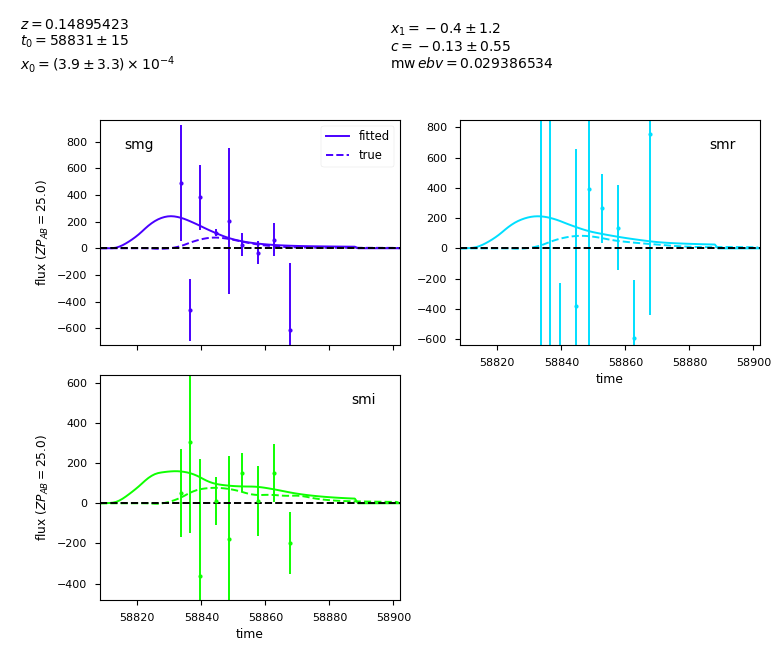 z = 0.14895423
t₀ = 58831 ± 15
x₀ = (3.9 ± 3.3) × 10⁻⁴
x₁ = −0.4 ± 1.2
c = −0.13 ± 0.55
mw ebv = 0.029386534
smg
fitted
true
800
600
400
200
0
−200
−400
−600
flux (ZP_AB = 25.0)
smr
800
600
400
200
0
−200
−400
−600
58820 58840 58860 58880 58900
time
smi
600
400
200
0
−200
−400
flux (ZP_AB = 25.0)
58820 58840 58860 58880 58900
time